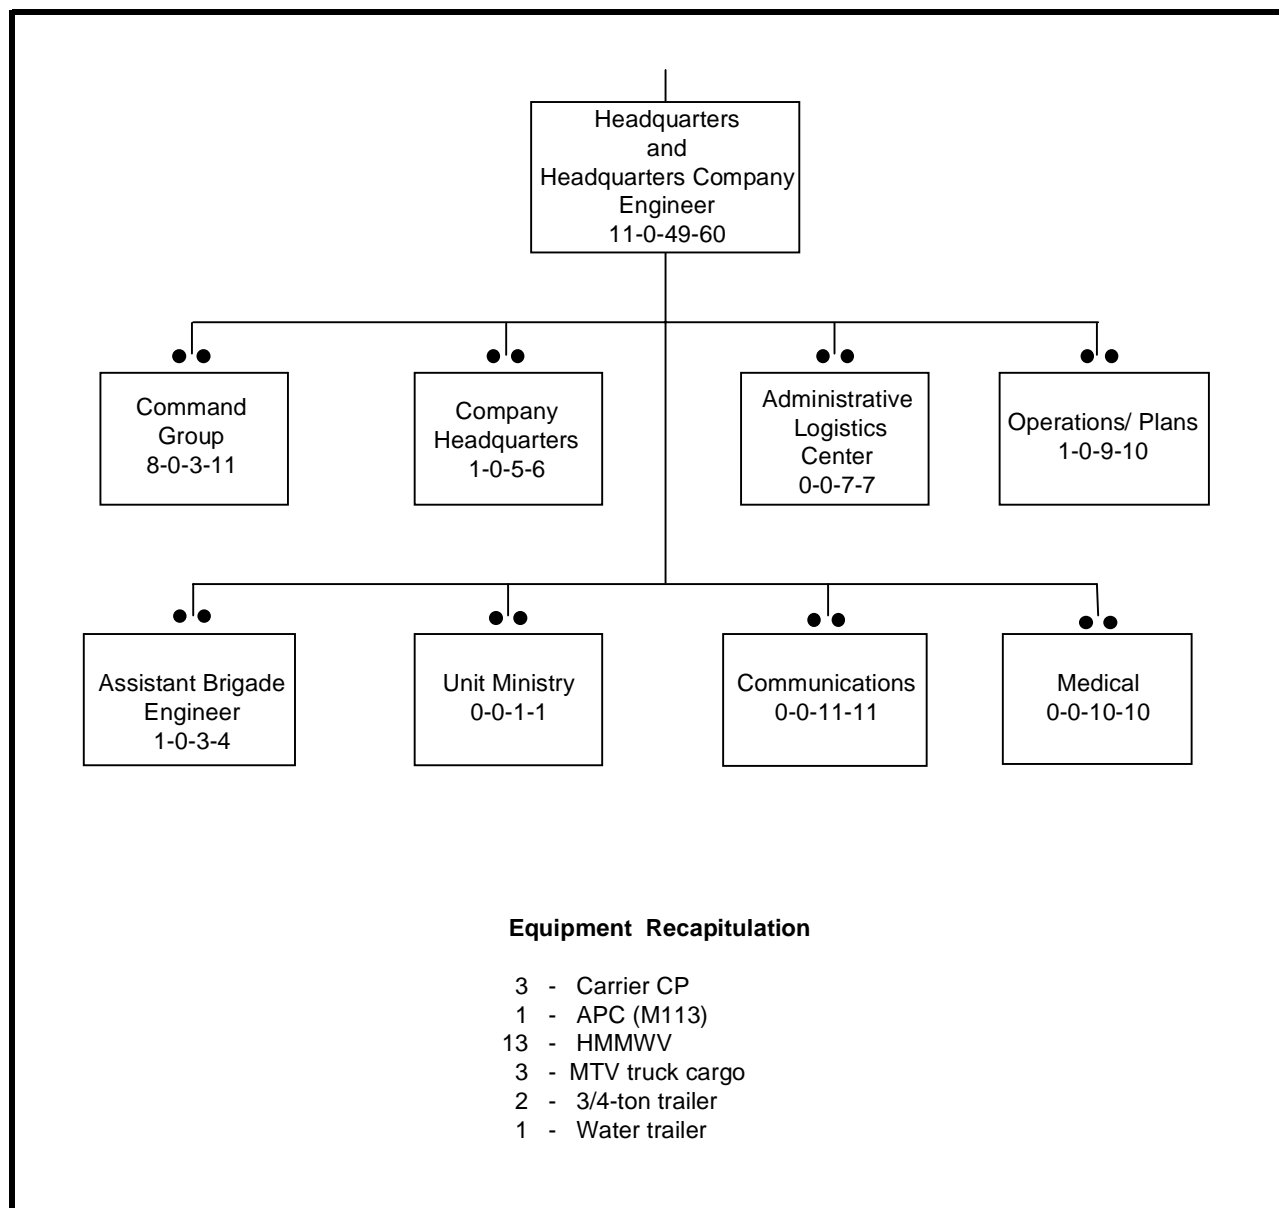 Headquarters
and
Headquarters Company
Engineer
11-0-49-60
Command
Group
8-0-3-11
Company
Headquarters
1-0-5-6
Administrative
Logistics
Center
0-0-7-7
Operations/ Plans
1-0-9-10
Assistant Brigade
Engineer
1-0-3-4
Unit Ministry
0-0-1-1
Communications
0-0-11-11
Medical
0-0-10-10
Equipment Recapitulation
3 - Carrier CP
1 - APC (M113)
13 - HMMWV
3 - MTV truck cargo
2 - 3/4-ton trailer
1 - Water trailer